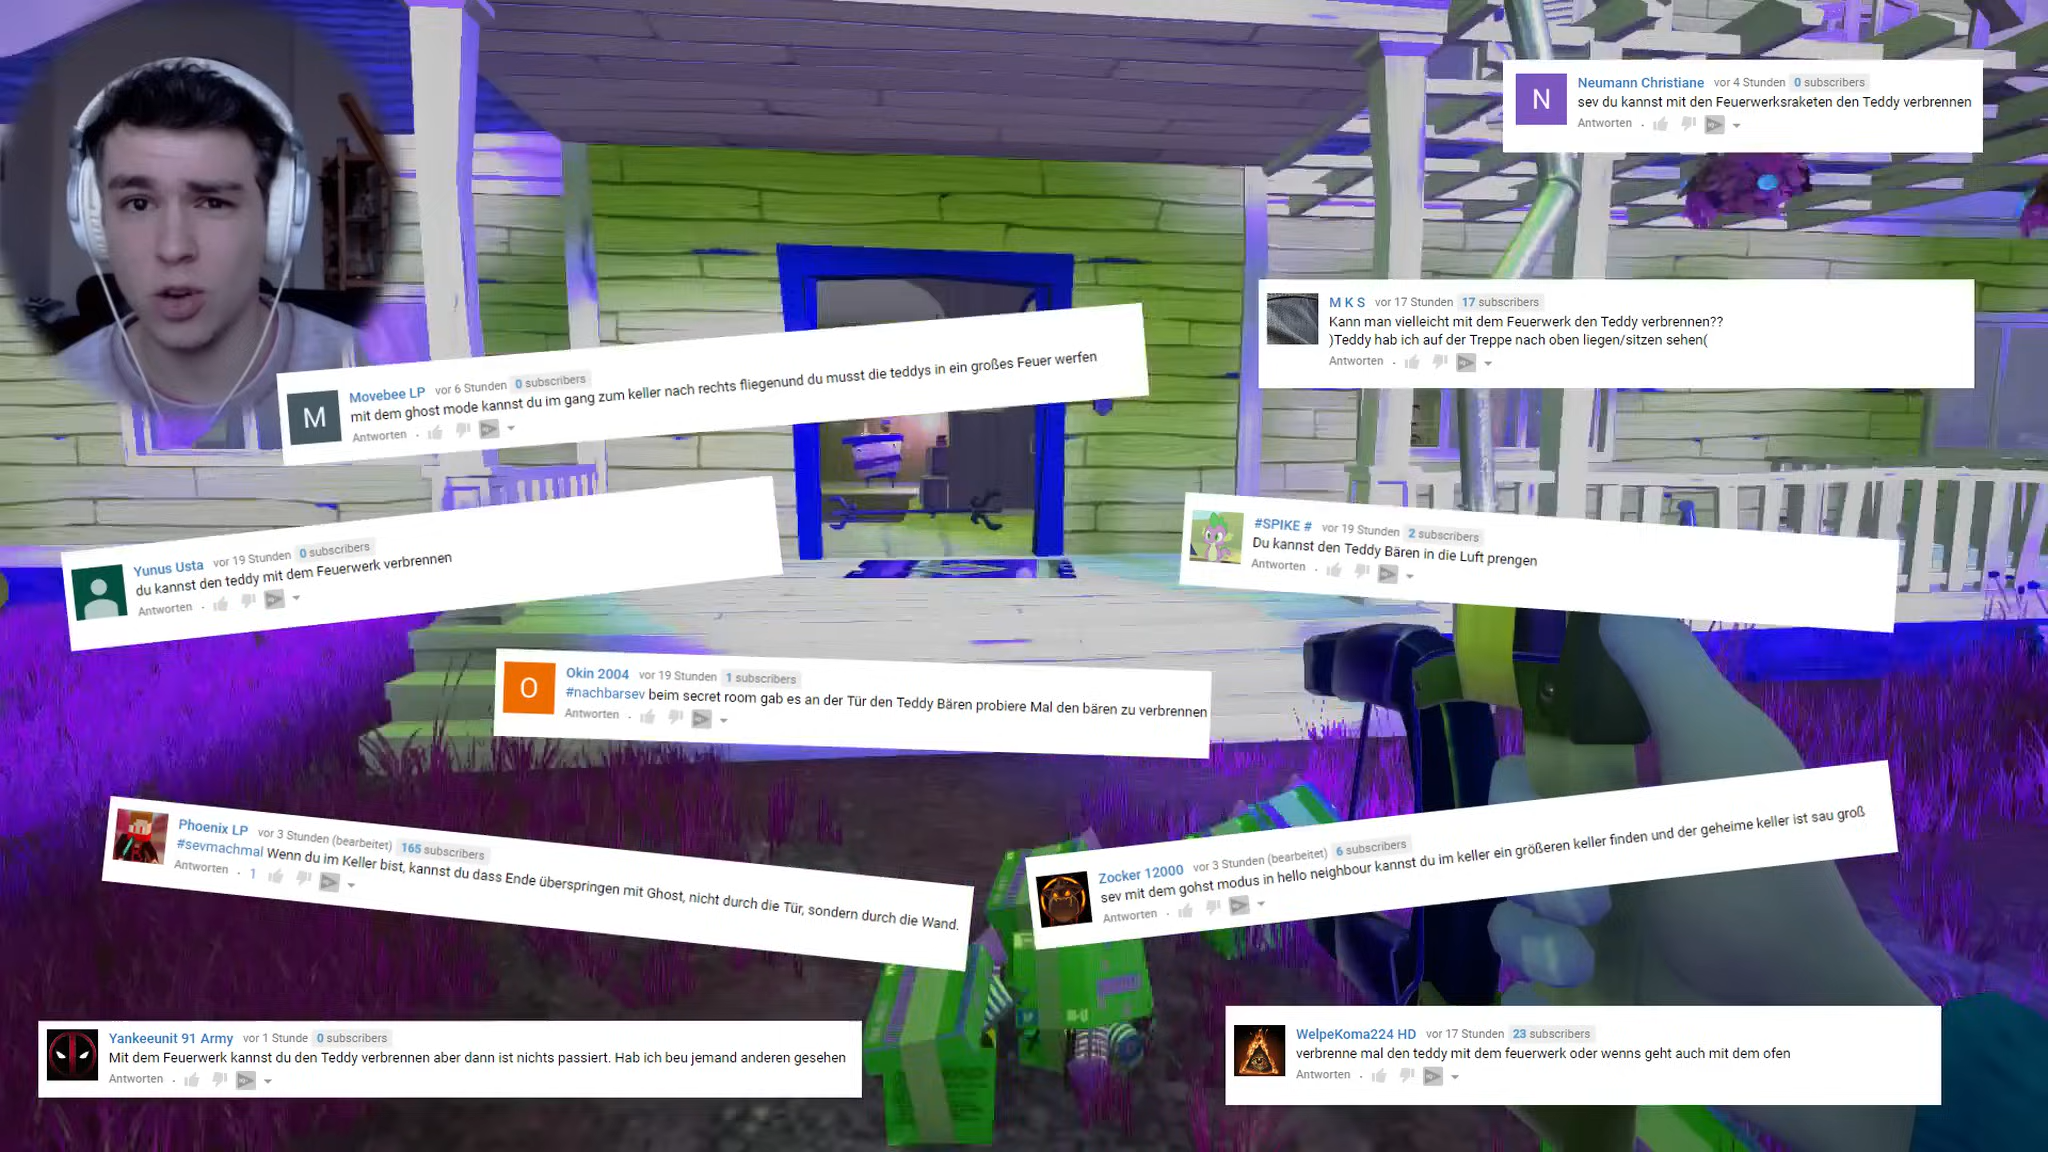 Neumann Christiane vor 4 Stunden 0 subscribers
sev du kannst mit den Feuerwerksraketen den Teddy verbrennen
Antworten
M K S vor 17 Stunden 17 subscribers
Kann man vielleicht mit dem Feuerwerk den Teddy verbrennen??
)Teddy hab ich auf der Treppe nach oben liegen/sitzen sehen(
Antworten
M
Movebee LP vor 6 Stunden 0 subscribers
mit dem ghost mode kannst du im gang zum keller nach rechts fliegenund du musst die teddys in ein großes Feuer werfen
Antworten
Yunus Usta vor 19 Stunden 0 subscribers
du kannst den teddy mit dem Feuerwerk verbrennen
Antworten
#SPIKE # vor 19 Stunden 2 subscribers
Du kannst den Teddy Bären in die Luft prengen
Antworten
O
Okin 2004 vor 19 Stunden 1 subscribers
#nachbarsev beim secret room gab es an der Tür den Teddy Bären probiere Mal den bären zu verbrennen
Antworten
Phoenix LP vor 3 Stunden (bearbeitet) 165 subscribers
#sevmachmal Wenn du im Keller bist, kannst du dass Ende überspringen mit Ghost, nicht durch die Tür, sondern durch die Wand.
Antworten · 1
Zocker 12000 vor 3 Stunden (bearbeitet) 6 subscribers
sev mit dem gohst modus in hello neighbour kannst du im keller ein größeren keller finden und der geheime keller ist sau groß
Antworten
Yankeeunit 91 Army vor 1 Stunde 0 subscribers
Mit dem Feuerwerk kannst du den Teddy verbrennen aber dann ist nichts passiert. Hab ich beu jemand anderen gesehen
Antworten
WelpeKoma224 HD vor 17 Stunden 23 subscribers
verbrenne mal den teddy mit dem feuerwerk oder wenns geht auch mit dem ofen
Antworten
N